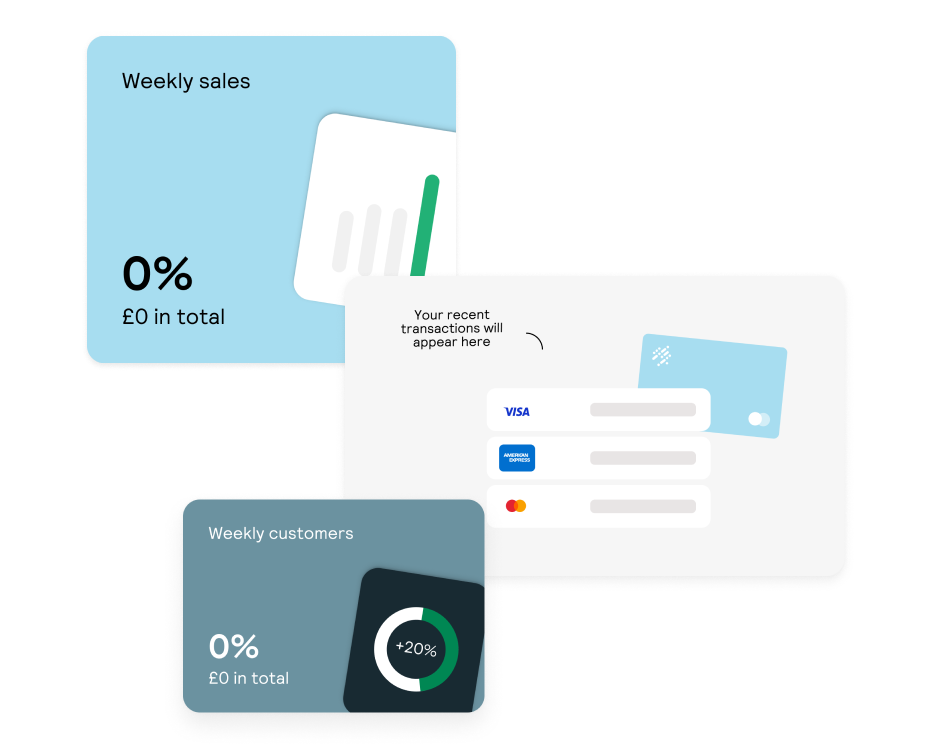 Weekly sales
0%
£0 in total
Your recent
transactions will
appear here
VISA
AMERICAN
EXPRESS
Weekly customers
0%
£0 in total
+20%